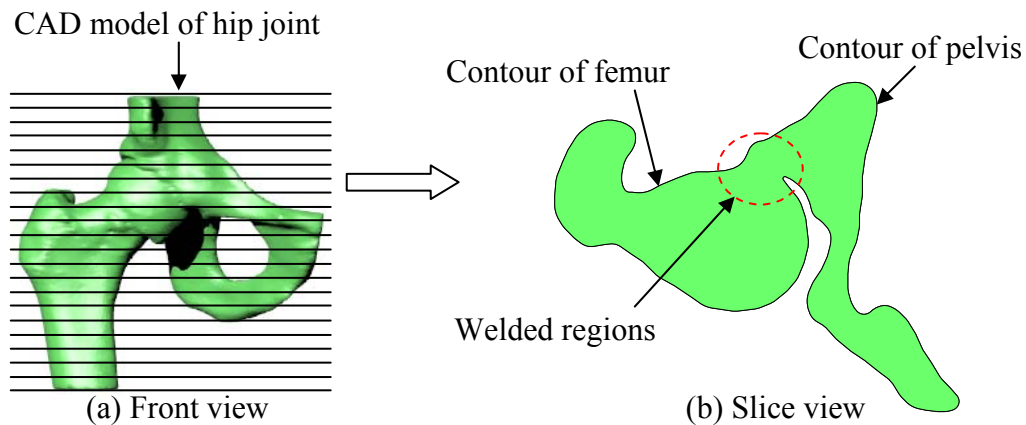 CAD model of hip joint
Contour of femur
Contour of pelvis
Welded regions
(a) Front view
(b) Slice view